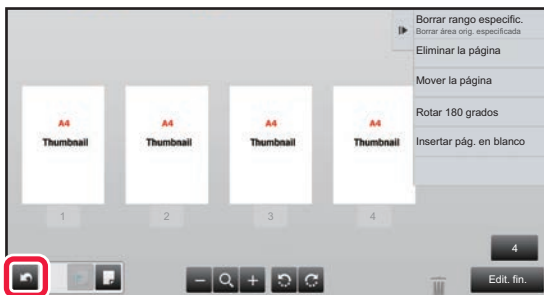 Borrar rango especific.
Borrar área orig. especificada
Eliminar la página
Mover la página
Rotar 180 grados
Insertar pág. en blanco
A4 A4 A4 A4
Thumbnail Thumbnail Thumbnail Thumbnail
1 2 3 4
4
Edit. fin.